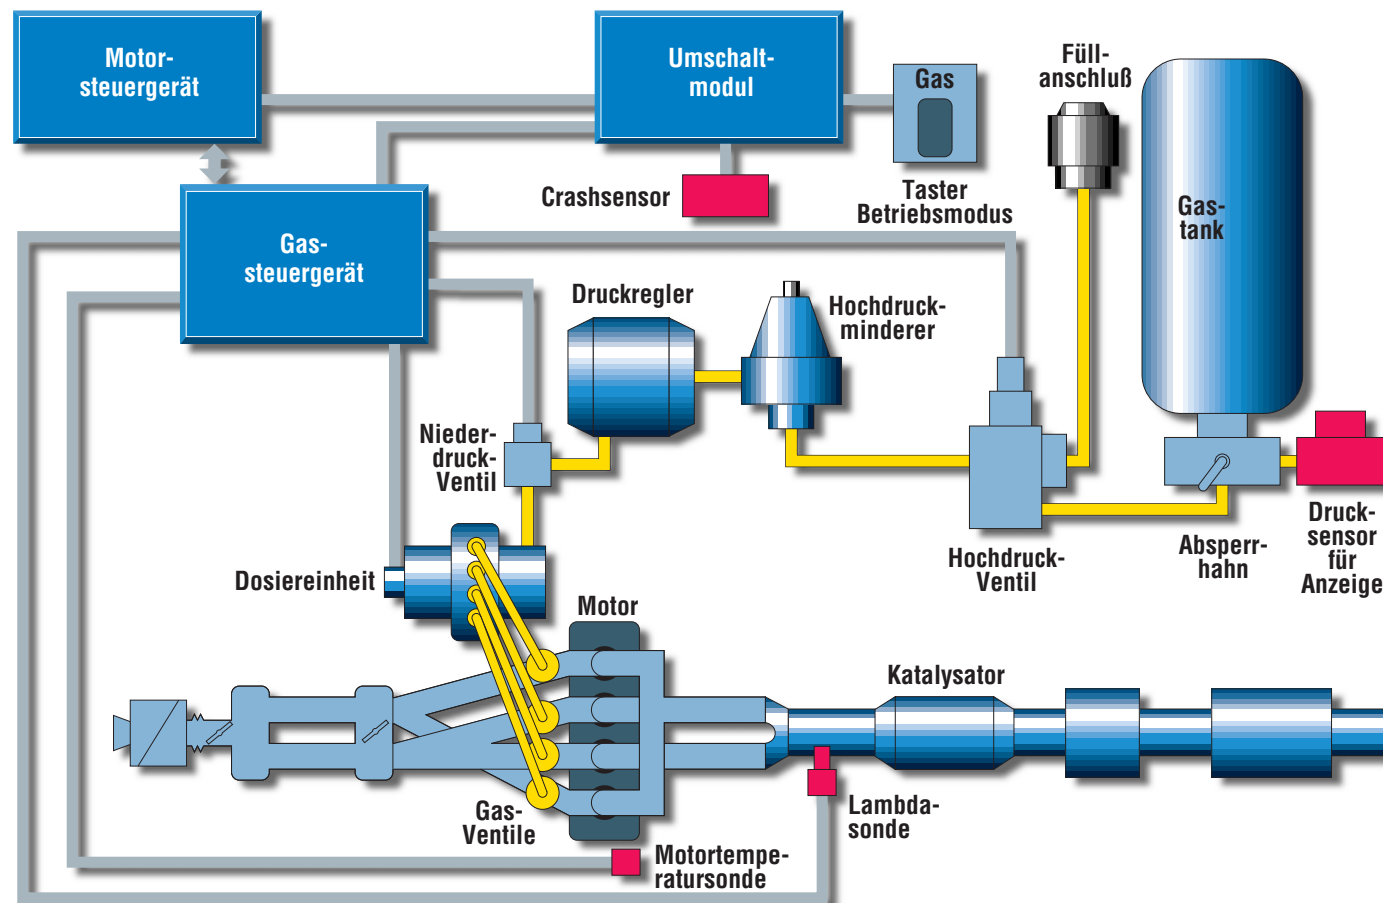 Motor-
steuergerät
Umschalt-
modul
Gas
Füll-
anschluß
Crashsensor
Taster
Betriebsmodus
Gas-
tank
Gas-
steuergerät
Druckregler
Hochdruck-
minderer
Nieder-
druck-
Ventil
Hochdruck-
Ventil
Absperr-
hahn
Druck-
sensor
für
Anzeige
Dosiereinheit
Motor
Katalysator
Gas-
Ventile
Lambda-
sonde
Motortempe-
ratursonde